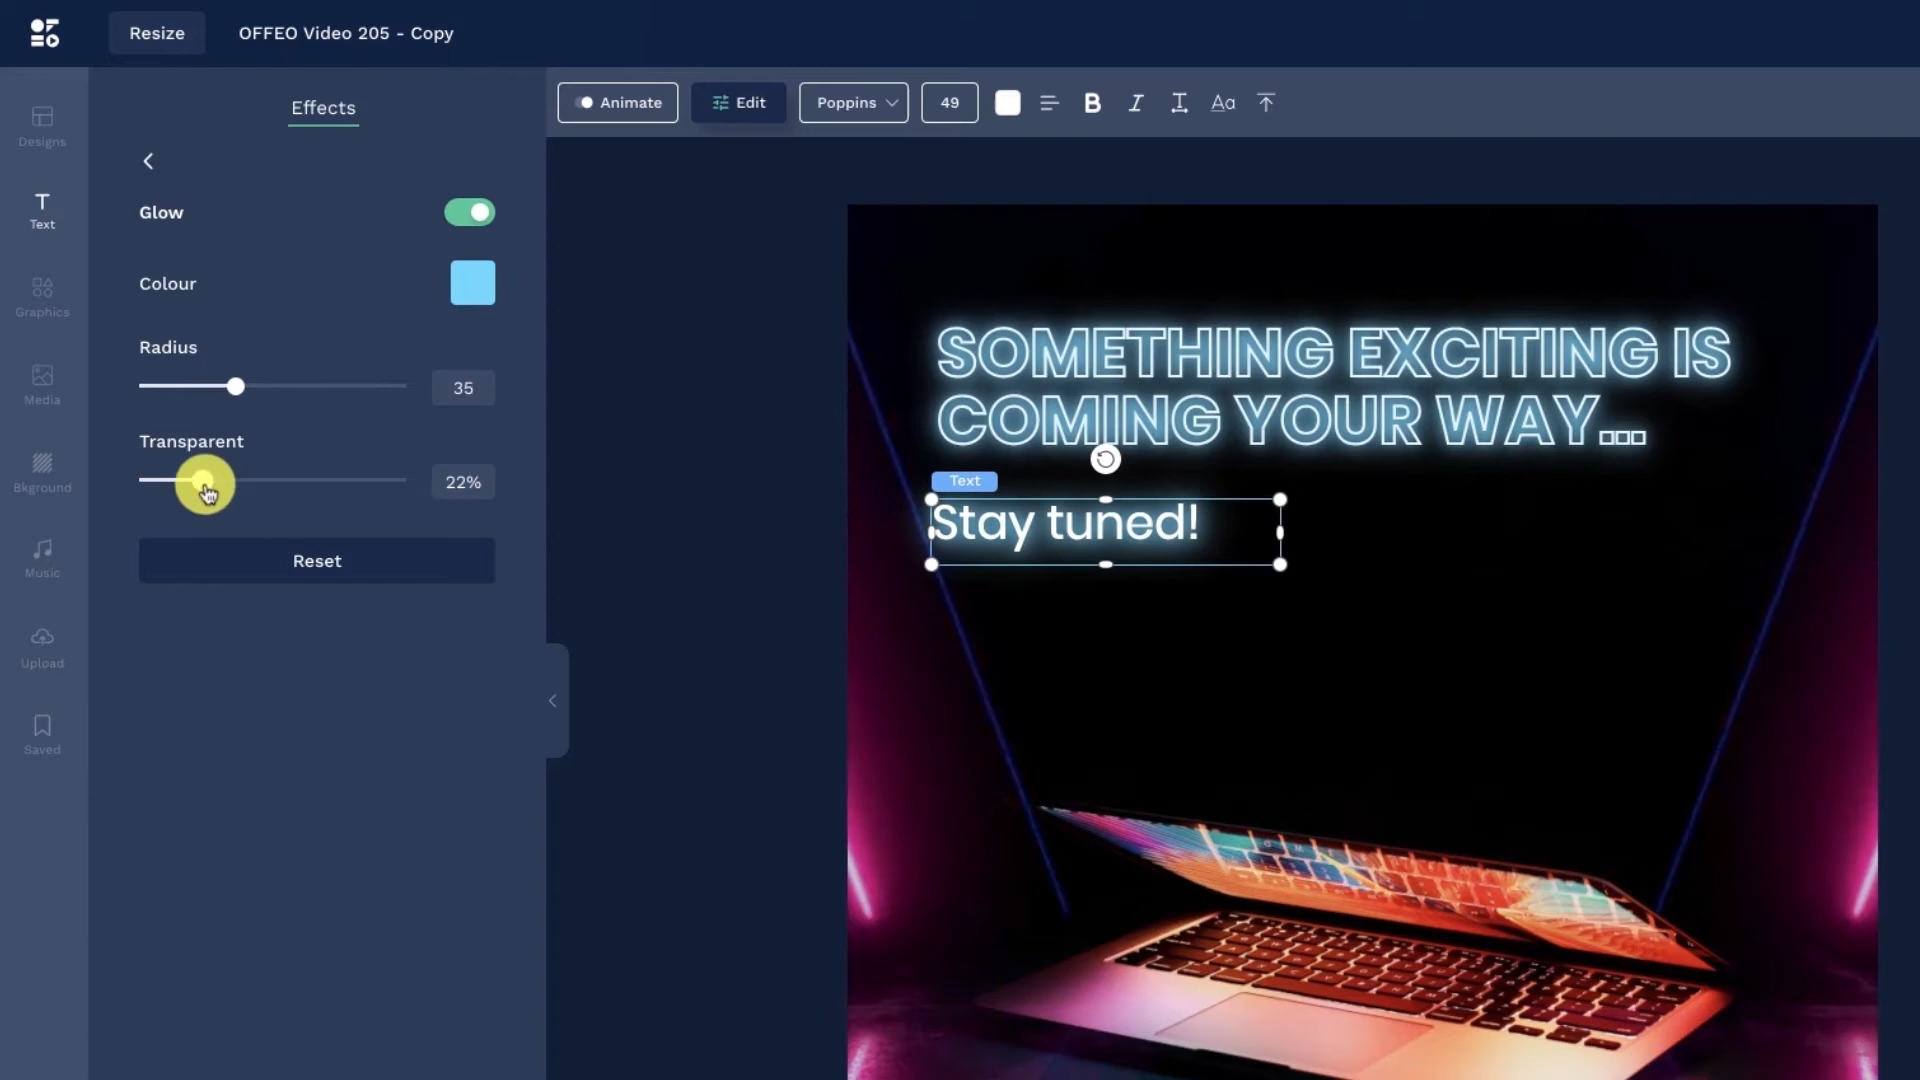 Resize
OFFEO Video 205 - Copy
Designs
Text
Graphics
Media
Bkground
Music
Upload
Saved
Effects
Glow
Colour
Radius
35
Transparent
22%
Reset
Animate
Edit
Poppins
49
B
I
T
Aa
SOMETHING EXCITING IS
COMING YOUR WAY...
Text
Stay tuned!